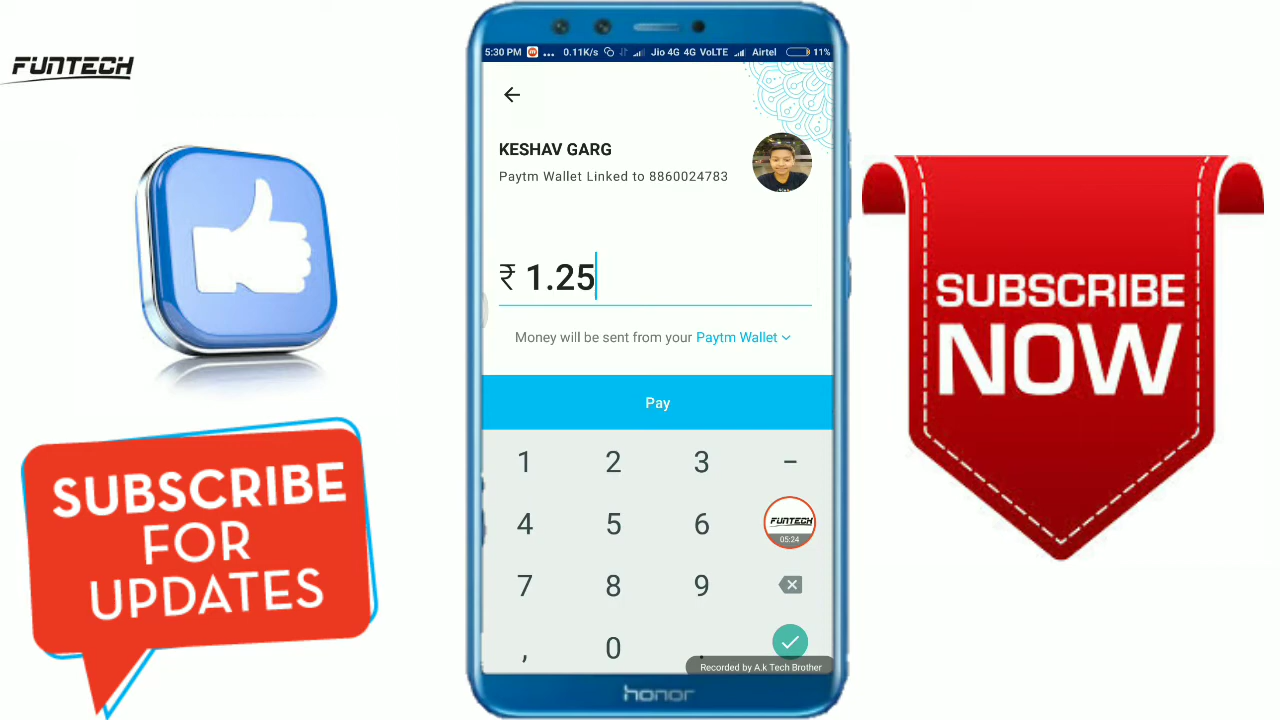 FUNTECH
5:30 PM ... 0.11K/s Jio 4G 4G VoLTE Airtel 11%
KESHAV GARG
Paytm Wallet Linked to 8860024783
₹ 1.25
Money will be sent from your Paytm Wallet
Pay
1 2 3 -
4 5 6
FUNTECH
05:24
7 8 9
, 0 .
Recorded by A.k Tech Brother
honor
SUBSCRIBE
FOR
UPDATES
SUBSCRIBE
NOW